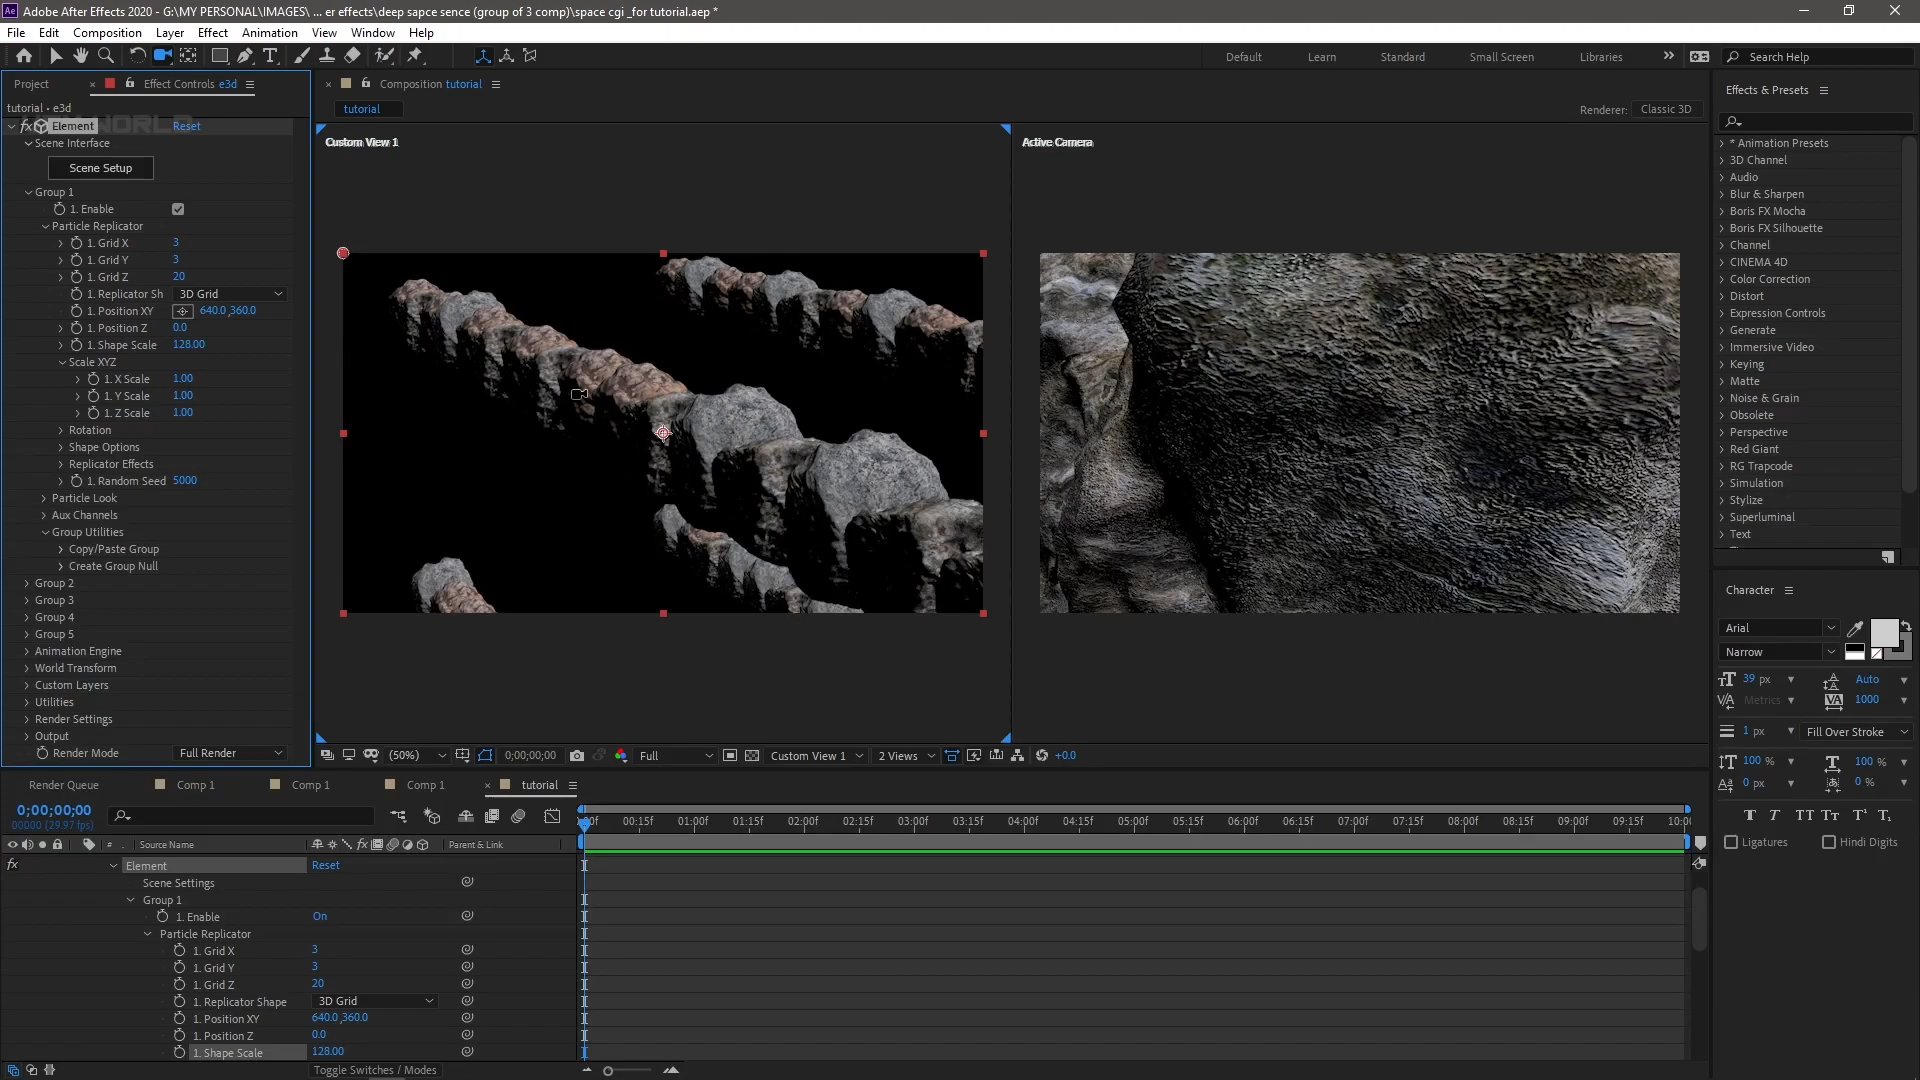 Adobe After Effects 2020 - G:\MY PERSONAL\IMAGES\ ... er effects\deep sapce sence (group of 3 comp)\space cgi _for tutorial.aep *
File Edit Composition Layer Effect Animation View Window Help
Default Learn Standard Small Screen Libraries Search Help
Project Effect Controls e3d
tutorial • e3d
Element Reset
Scene Interface
Scene Setup
Group 1
1. Enable
Particle Replicator
1. Grid X 3
1. Grid Y 3
1. Grid Z 20
1. Replicator Sh 3D Grid
1. Position XY 640.0 ,360.0
1. Position Z 0.0
1. Shape Scale 128.00
Scale XYZ
1. X Scale 1.00
1. Y Scale 1.00
1. Z Scale 1.00
Rotation
Shape Options
Replicator Effects
1. Random Seed 5000
Particle Look
Aux Channels
Group Utilities
Copy/Paste Group
Create Group Null
Group 2
Group 3
Group 4
Group 5
Animation Engine
World Transform
Custom Layers
Utilities
Render Settings
Output
Render Mode Full Render
Composition tutorial
tutorial
Renderer: Classic 3D
Custom View 1
Active Camera
(50%) 0;00;00;00 Full Custom View 1 2 Views +0.0
Effects & Presets
* Animation Presets
3D Channel
Audio
Blur & Sharpen
Boris FX Mocha
Boris FX Silhouette
Channel
CINEMA 4D
Color Correction
Distort
Expression Controls
Generate
Immersive Video
Keying
Matte
Noise & Grain
Obsolete
Perspective
Red Giant
RG Trapcode
Simulation
Stylize
Superluminal
Text
Character
Arial
Narrow
39 px Auto
Metrics 1000
1 px Fill Over Stroke
100 % 100 %
0 px 0 %
T T TT Tt T¹ T₁
Ligatures Hindi Digits
Render Queue Comp 1 Comp 1 Comp 1 tutorial
0;00;00;00
00000 (29.97 fps)
:00f 00:15f 01:00f 01:15f 02:00f 02:15f 03:00f 03:15f 04:00f 04:15f 05:00f 05:15f 06:00f 06:15f 07:00f 07:15f 08:00f 08:15f 09:00f 09:15f 10:0
# Source Name Parent & Link
fx Element Reset
Scene Settings
Group 1
1. Enable On
Particle Replicator
1. Grid X 3
1. Grid Y 3
1. Grid Z 20
1. Replicator Shape 3D Grid
1. Position XY 640.0 ,360.0
1. Position Z 0.0
1. Shape Scale 128.00
Toggle Switches / Modes